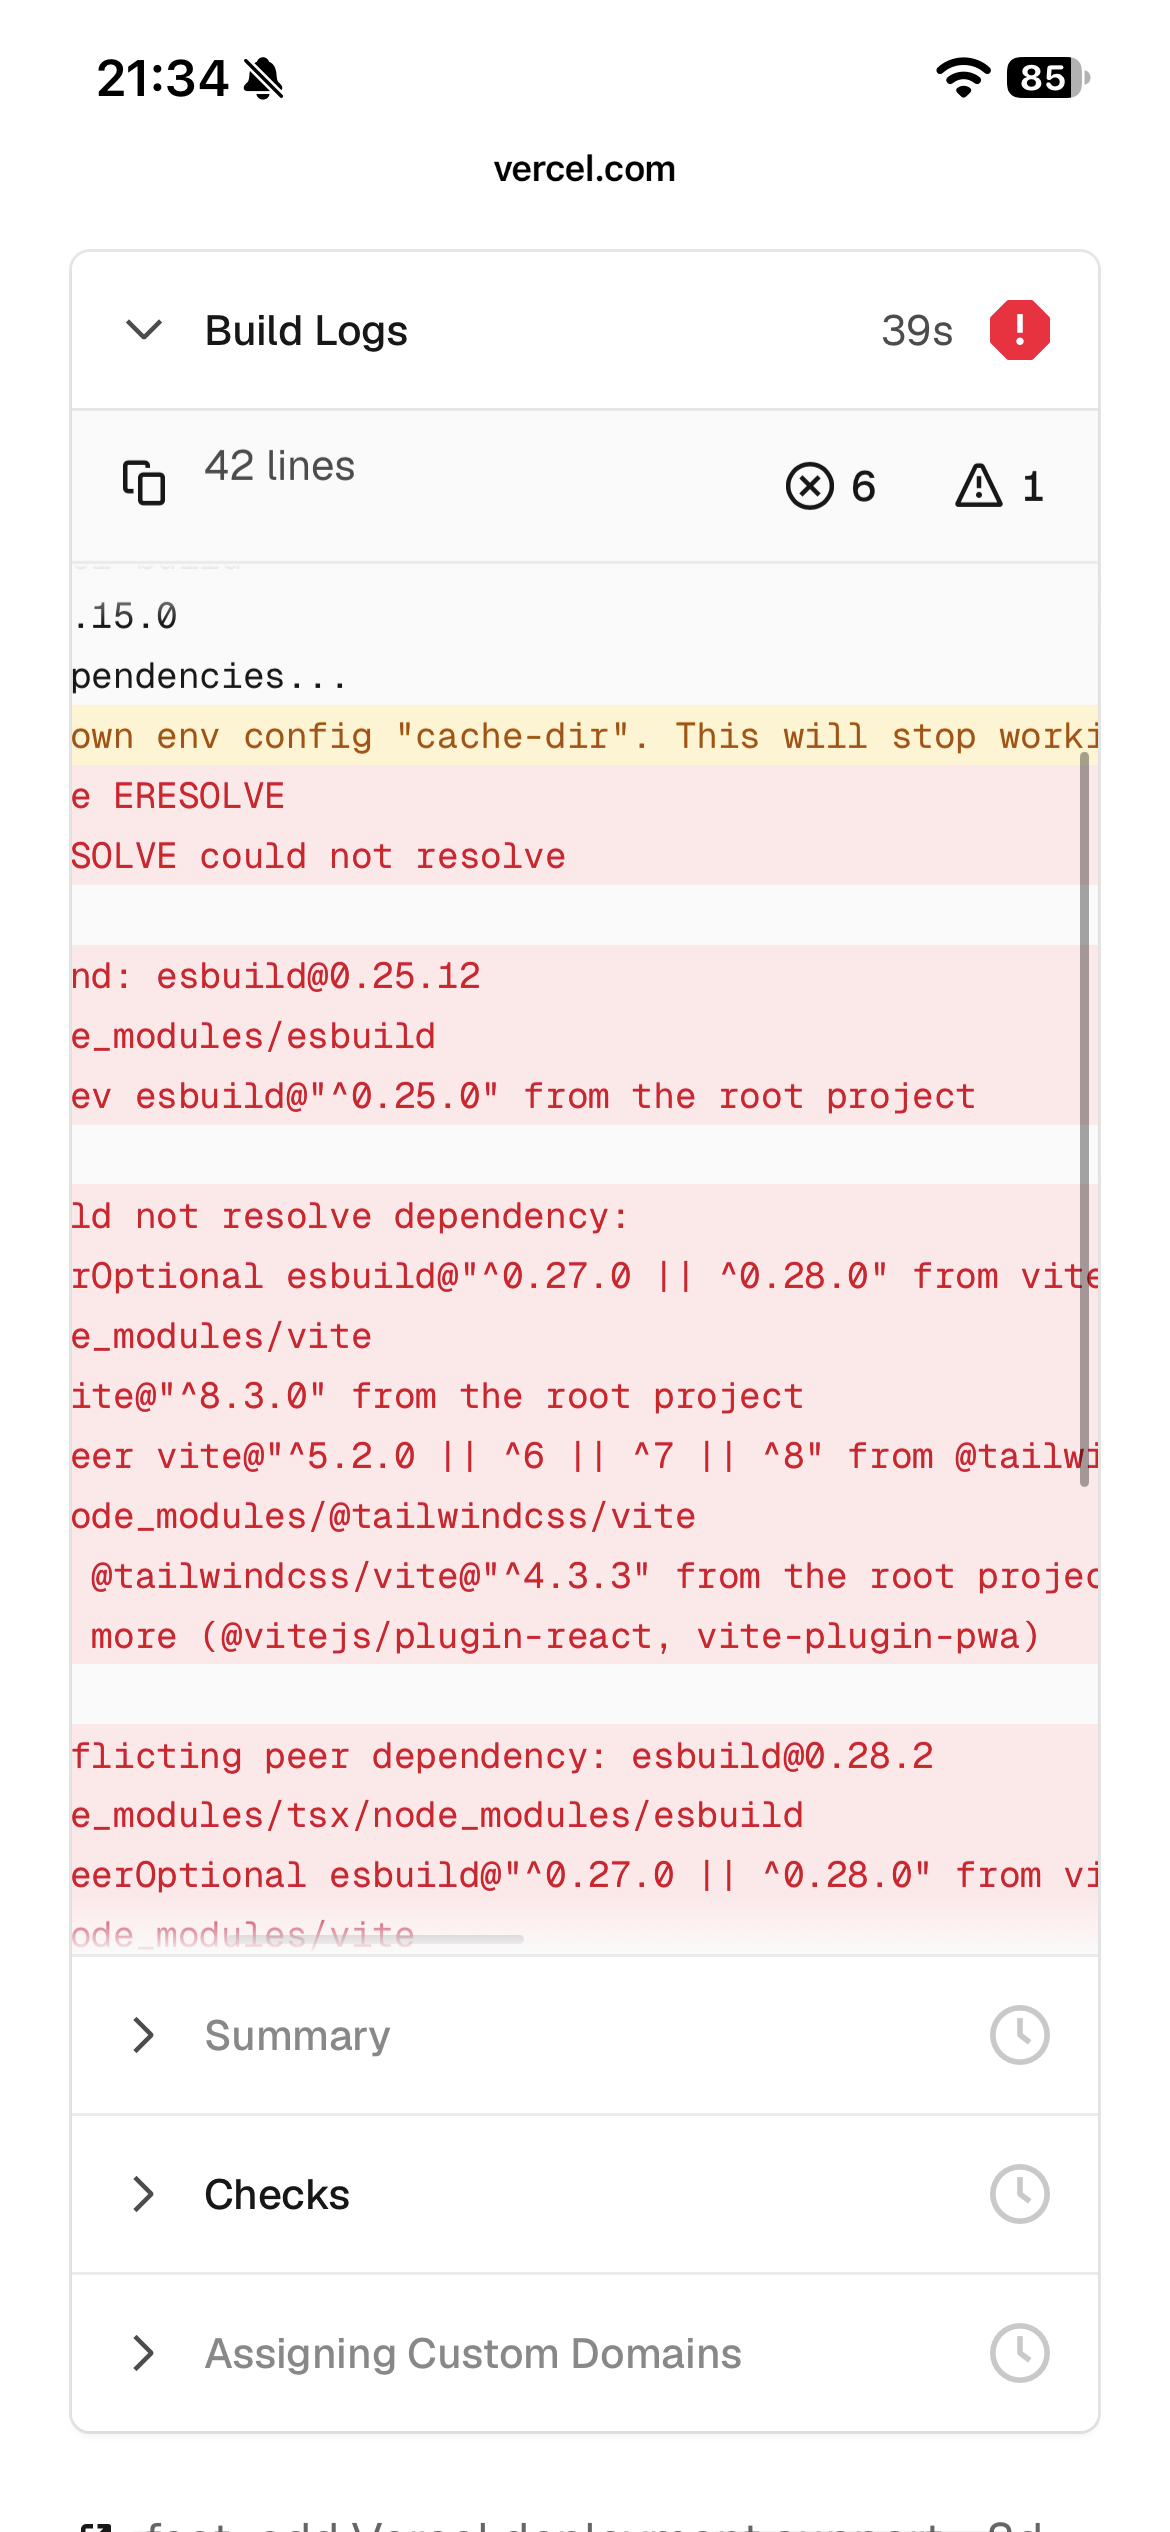 21:34
85
vercel.com
Build Logs
39s
42 lines
6
1
.15.0
pendencies...
own env config "cache-dir". This will stop worki
e ERESOLVE
SOLVE could not resolve
nd: esbuild@0.25.12
e_modules/esbuild
ev esbuild@"^0.25.0" from the root project
ld not resolve dependency:
rOptional esbuild@"^0.27.0 || ^0.28.0" from vite
e_modules/vite
ite@"^8.3.0" from the root project
eer vite@"^5.2.0 || ^6 || ^7 || ^8" from @tailwi
ode_modules/@tailwindcss/vite
@tailwindcss/vite@"^4.3.3" from the root projec
more (@vitejs/plugin-react, vite-plugin-pwa)
flicting peer dependency: esbuild@0.28.2
e_modules/tsx/node_modules/esbuild
eerOptional esbuild@"^0.27.0 || ^0.28.0" from vi
ode_modules/vite
Summary
Checks
Assigning Custom Domains